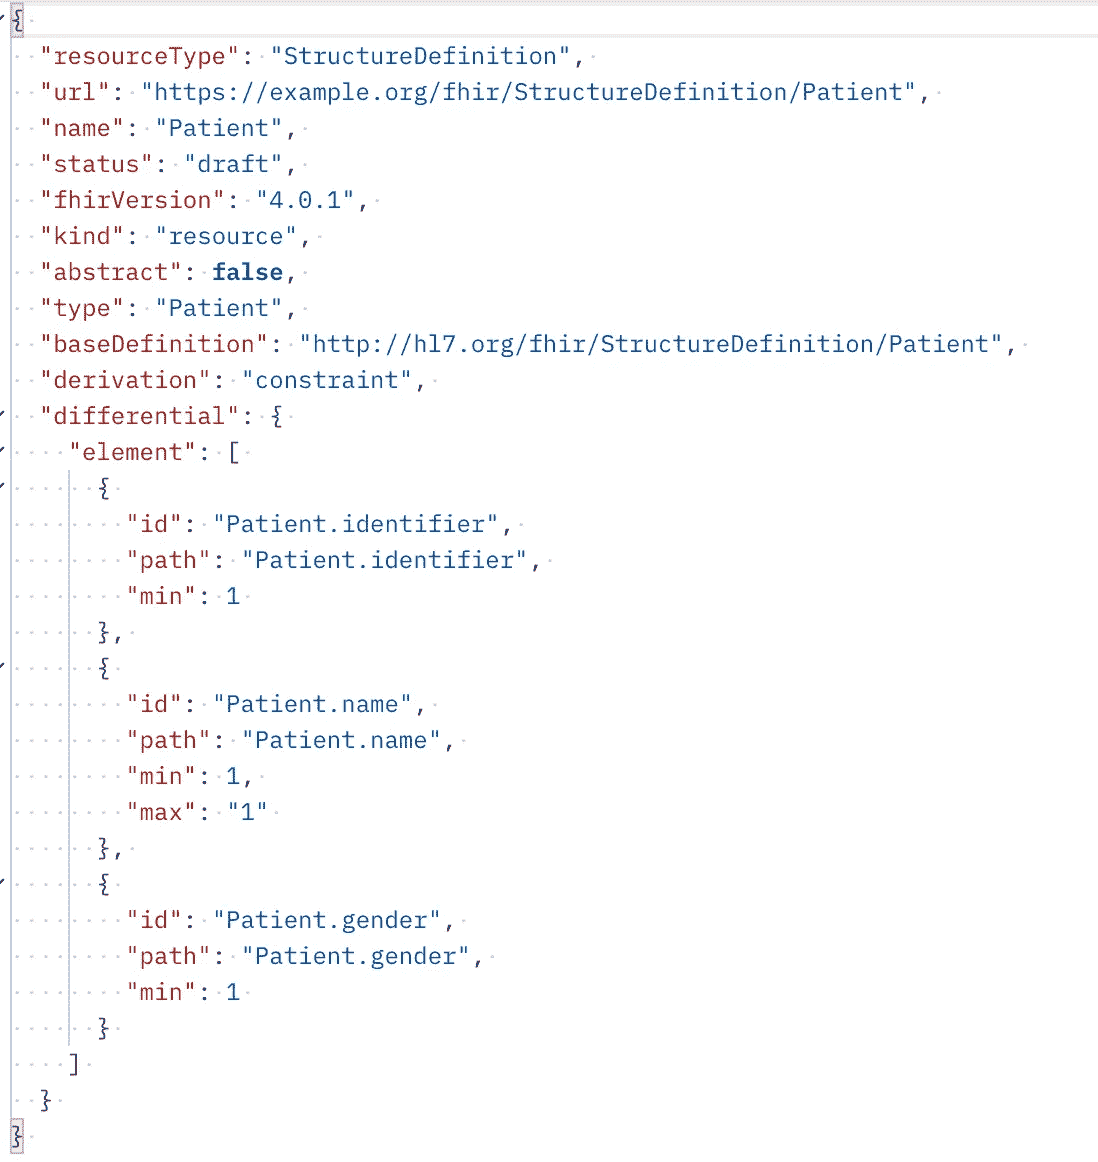 {
  "resourceType": "StructureDefinition",
  "url": "https://example.org/fhir/StructureDefinition/Patient",
  "name": "Patient",
  "status": "draft",
  "fhirVersion": "4.0.1",
  "kind": "resource",
  "abstract": false,
  "type": "Patient",
  "baseDefinition": "http://hl7.org/fhir/StructureDefinition/Patient",
  "derivation": "constraint",
  "differential": {
    "element": [
      {
        "id": "Patient.identifier",
        "path": "Patient.identifier",
        "min": 1
      },
      {
        "id": "Patient.name",
        "path": "Patient.name",
        "min": 1,
        "max": "1"
      },
      {
        "id": "Patient.gender",
        "path": "Patient.gender",
        "min": 1
      }
    ]
  }
}